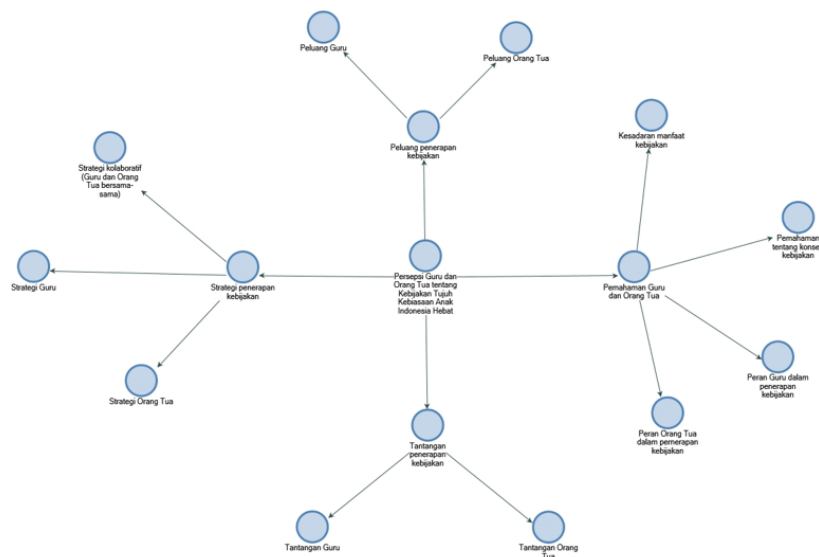 Peluang Guru
Peluang Orang Tua
Peluang penerapan
kebijakan
Kesadaran manfaat
kebijakan
Strategi kolaboratif
(Guru dan Orang
Tua bersama-
sama)
Pemahaman
tentang konse
kebijakan
Strategi Guru
Strategi penerapan
kebijakan
Persepsi Guru dan
Orang Tua tentang
Kebijakan Tujuh
Kebiasaan Anak
Indonesia Hebat
Pemahaman Guru
dan Orang Tua
Strategi Orang Tua
Peran Guru dalam
penerapan
kebijakan
Peran Orang Tua
dalam pernerapan
kebijakan
Tantangan
penerapan
kebijakan
Tantangan Guru
Tantangan Orang
Tua